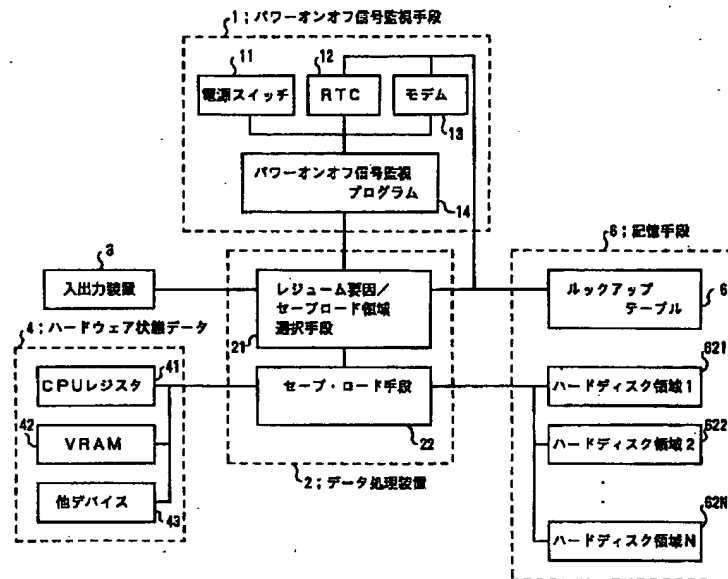 1;パワーオンオフ信号監視手段
11
12
電源スイッチ
RTC
モデム
13
パワーオンオフ信号監視
プログラム
14
6;記憶手段
3
入出力装置
レジューム要因/
セーブロード領域
選択手段
21
ルックアップ
テーブル
6
4;ハードウェア状態データ
41
CPUレジスタ
セーブ・ロード手段
22
621
ハードディスク領域1
42
VRAM
622
ハードディスク領域2
他デバイス
43
2;データ処理装置
62N
ハードディスク領域N